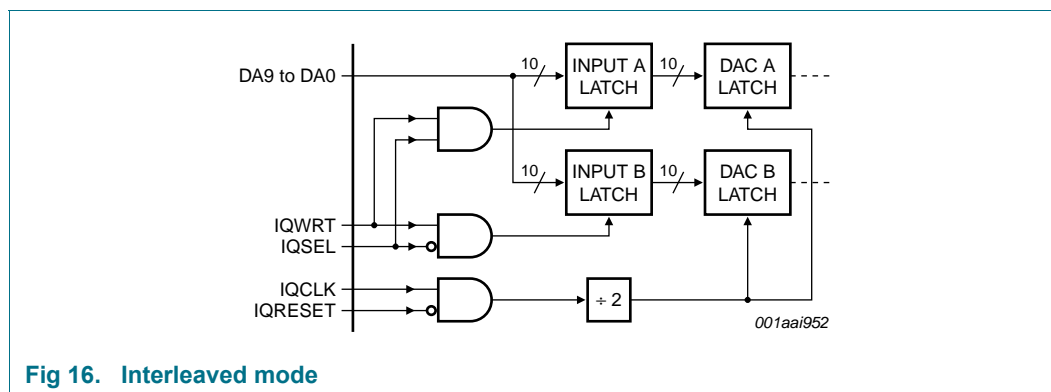 DA9 to DA0
10
INPUT A
LATCH
10
DAC A
LATCH
10
INPUT B
LATCH
10
DAC B
LATCH
IQWRT
IQSEL
IQCLK
IQRESET
÷ 2
001aai952
Fig 16. Interleaved mode